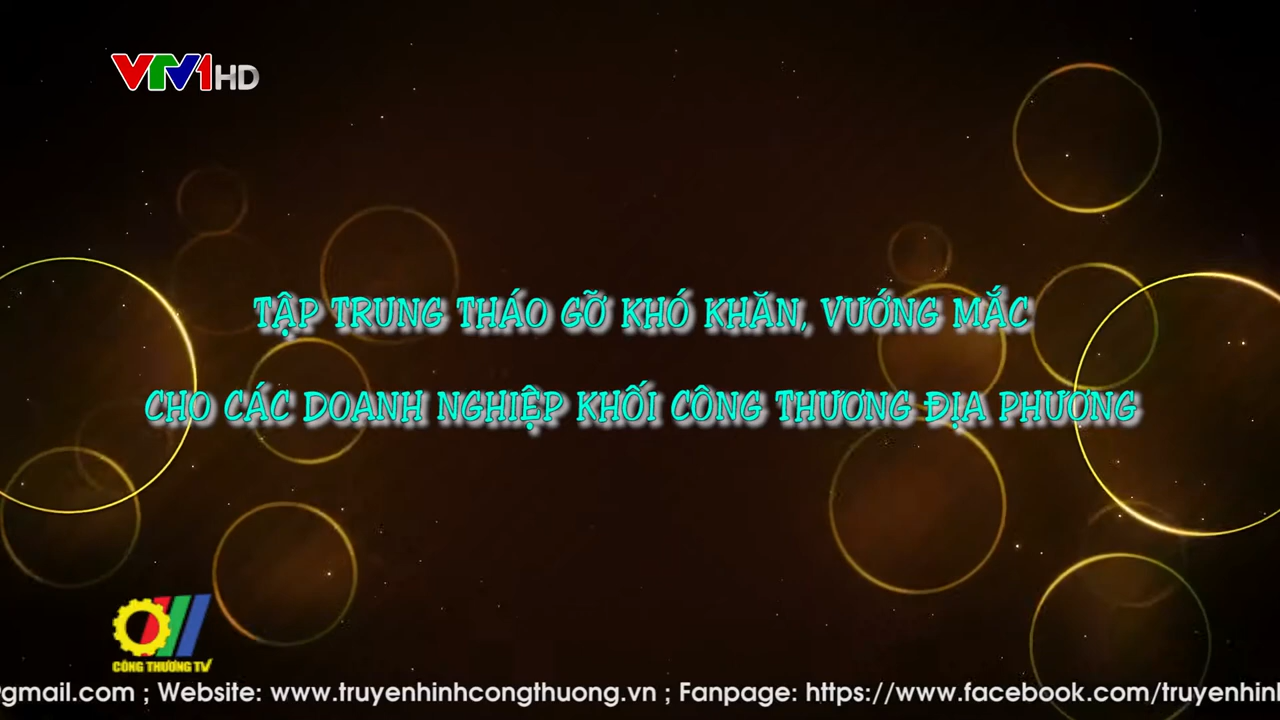 VTV1HD
TẬP TRUNG THÁO GỠ KHÓ KHĂN, VƯỚNG MẮC
CHO CÁC DOANH NGHIỆP KHỐI CÔNG THƯƠNG ĐỊA PHƯƠNG
CÔNG THƯƠNG TV
@gmail.com ; Website: www.truyenhinhcongthuong.vn ; Fanpage: https://www.facebook.com/truyenhinh